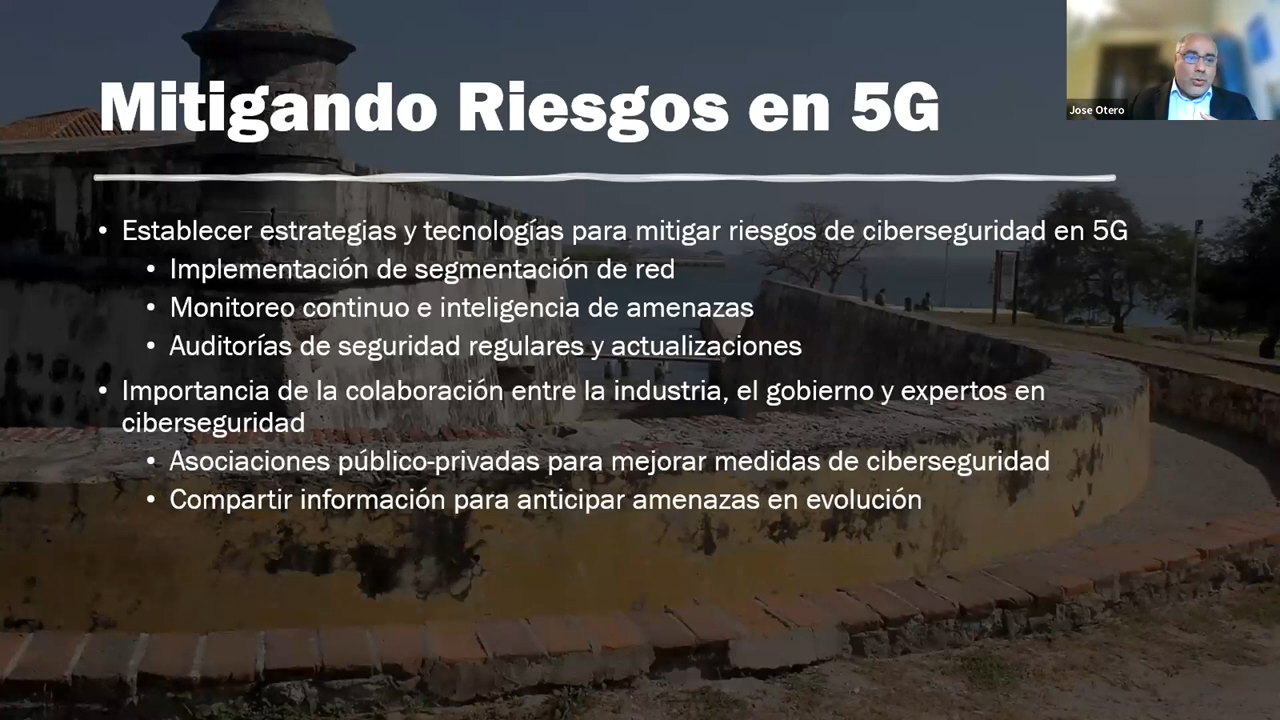 Mitigando Riesgos en 5G
Jose Otero
• Establecer estrategias y tecnologías para mitigar riesgos de ciberseguridad en 5G
• Implementación de segmentación de red
• Monitoreo continuo e inteligencia de amenazas
• Auditorías de seguridad regulares y actualizaciones
• Importancia de la colaboración entre la industria, el gobierno y expertos en
ciberseguridad
• Asociaciones público-privadas para mejorar medidas de ciberseguridad
• Compartir información para anticipar amenazas en evolución